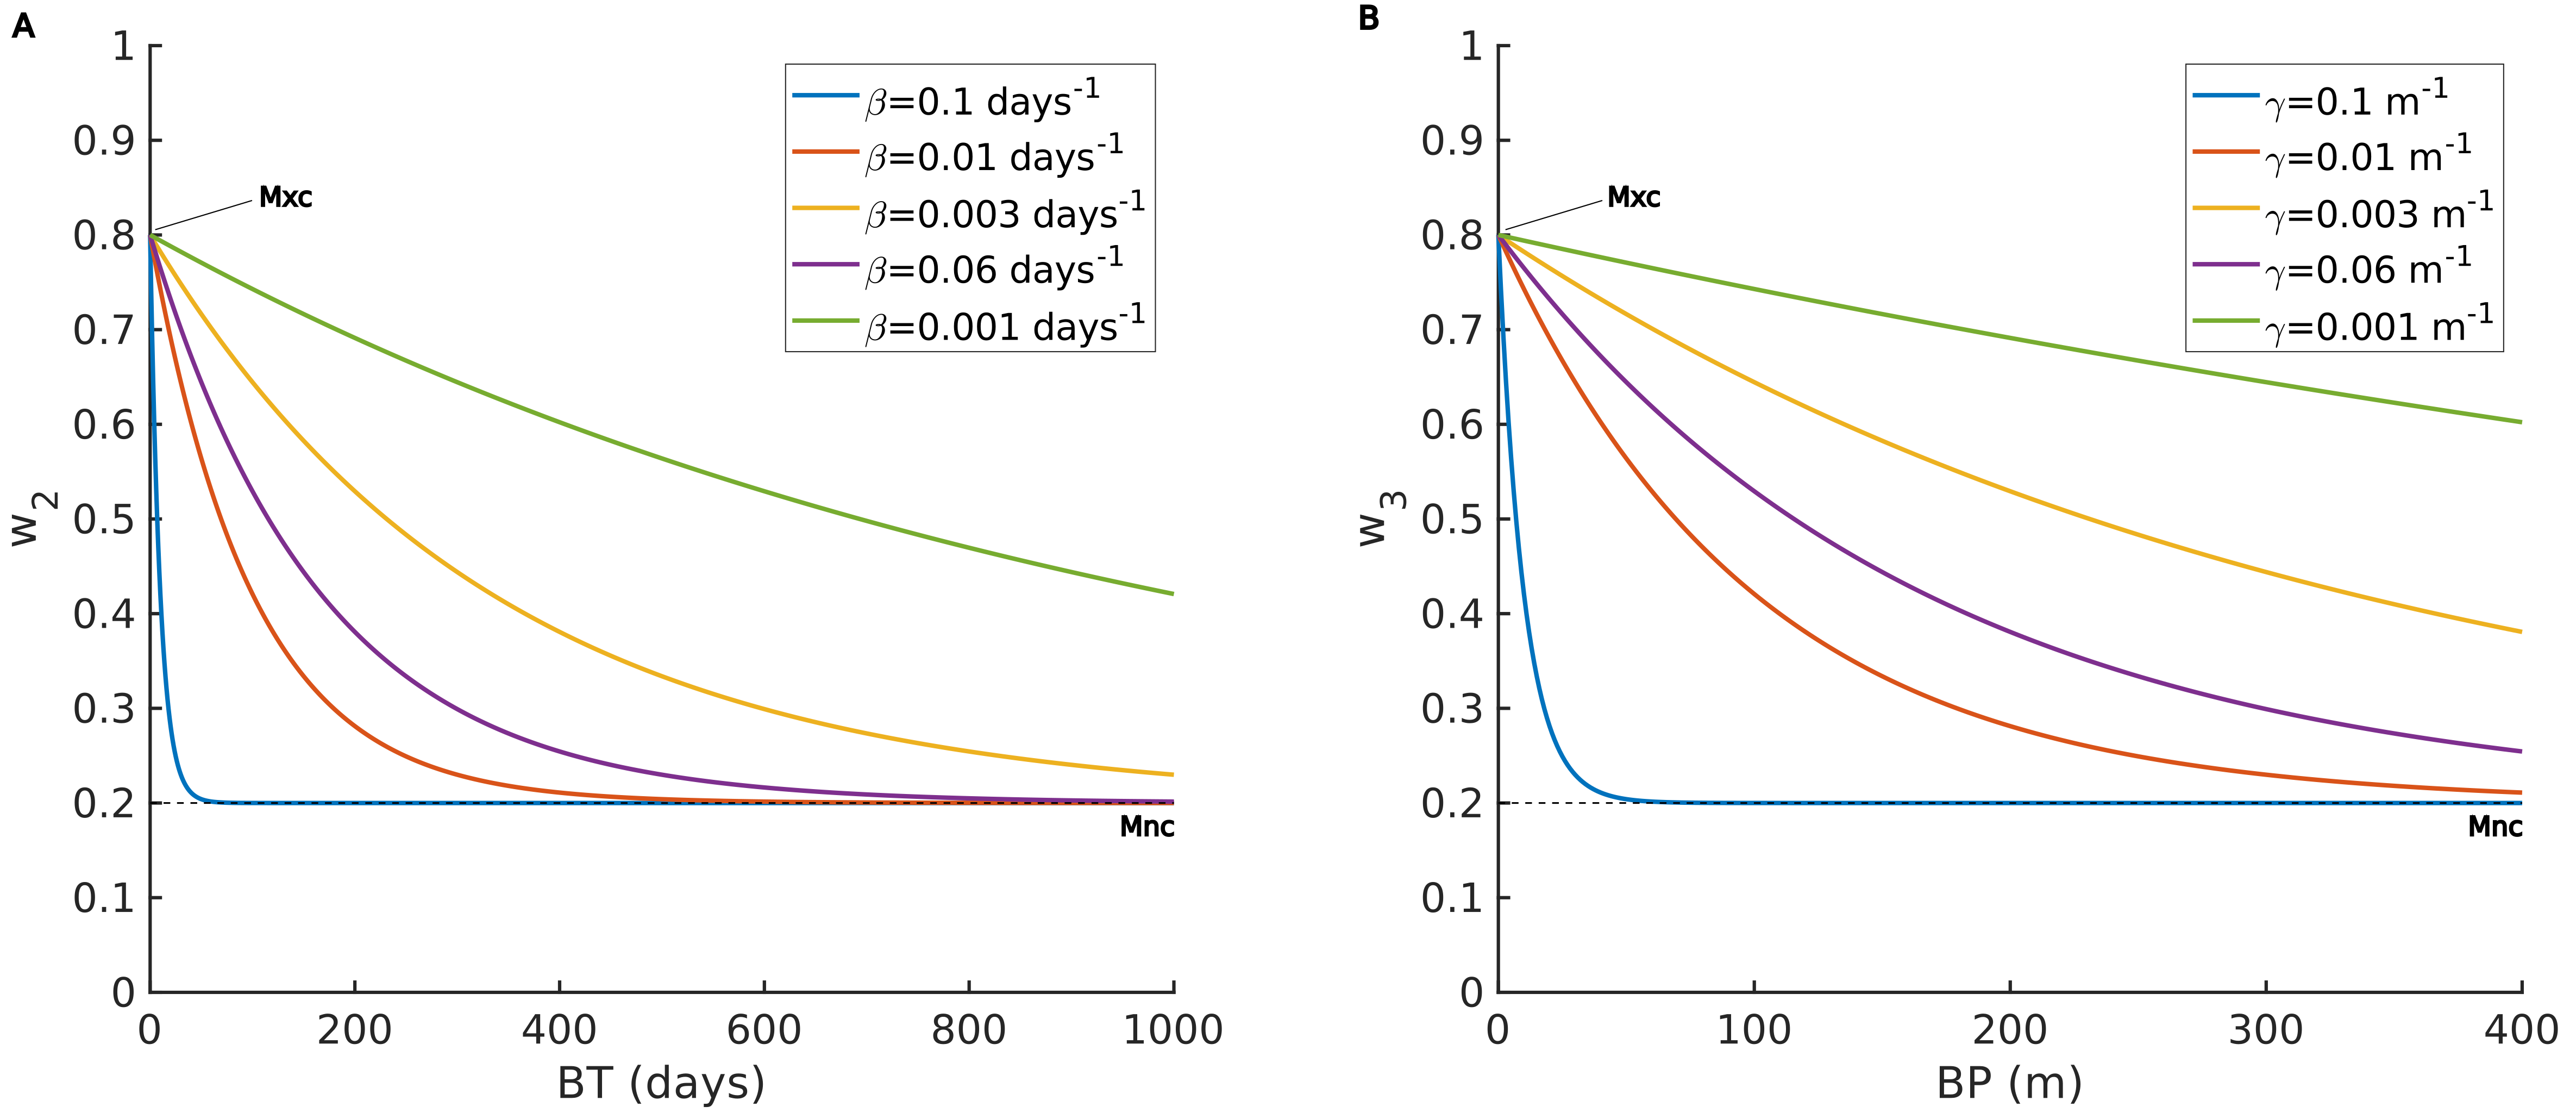 A
1
0.9
0.8
0.7
0.6
0.5
0.4
0.3
0.2
0.1
0
w2
Mxc
β=0.1 days-1
β=0.01 days-1
β=0.003 days-1
β=0.06 days-1
β=0.001 days-1
Mnc
0 200 400 600 800 1000
BT (days)
B
1
0.9
0.8
0.7
0.6
0.5
0.4
0.3
0.2
0.1
0
w3
Mxc
γ=0.1 m-1
γ=0.01 m-1
γ=0.003 m-1
γ=0.06 m-1
γ=0.001 m-1
Mnc
0 100 200 300 400
BP (m)